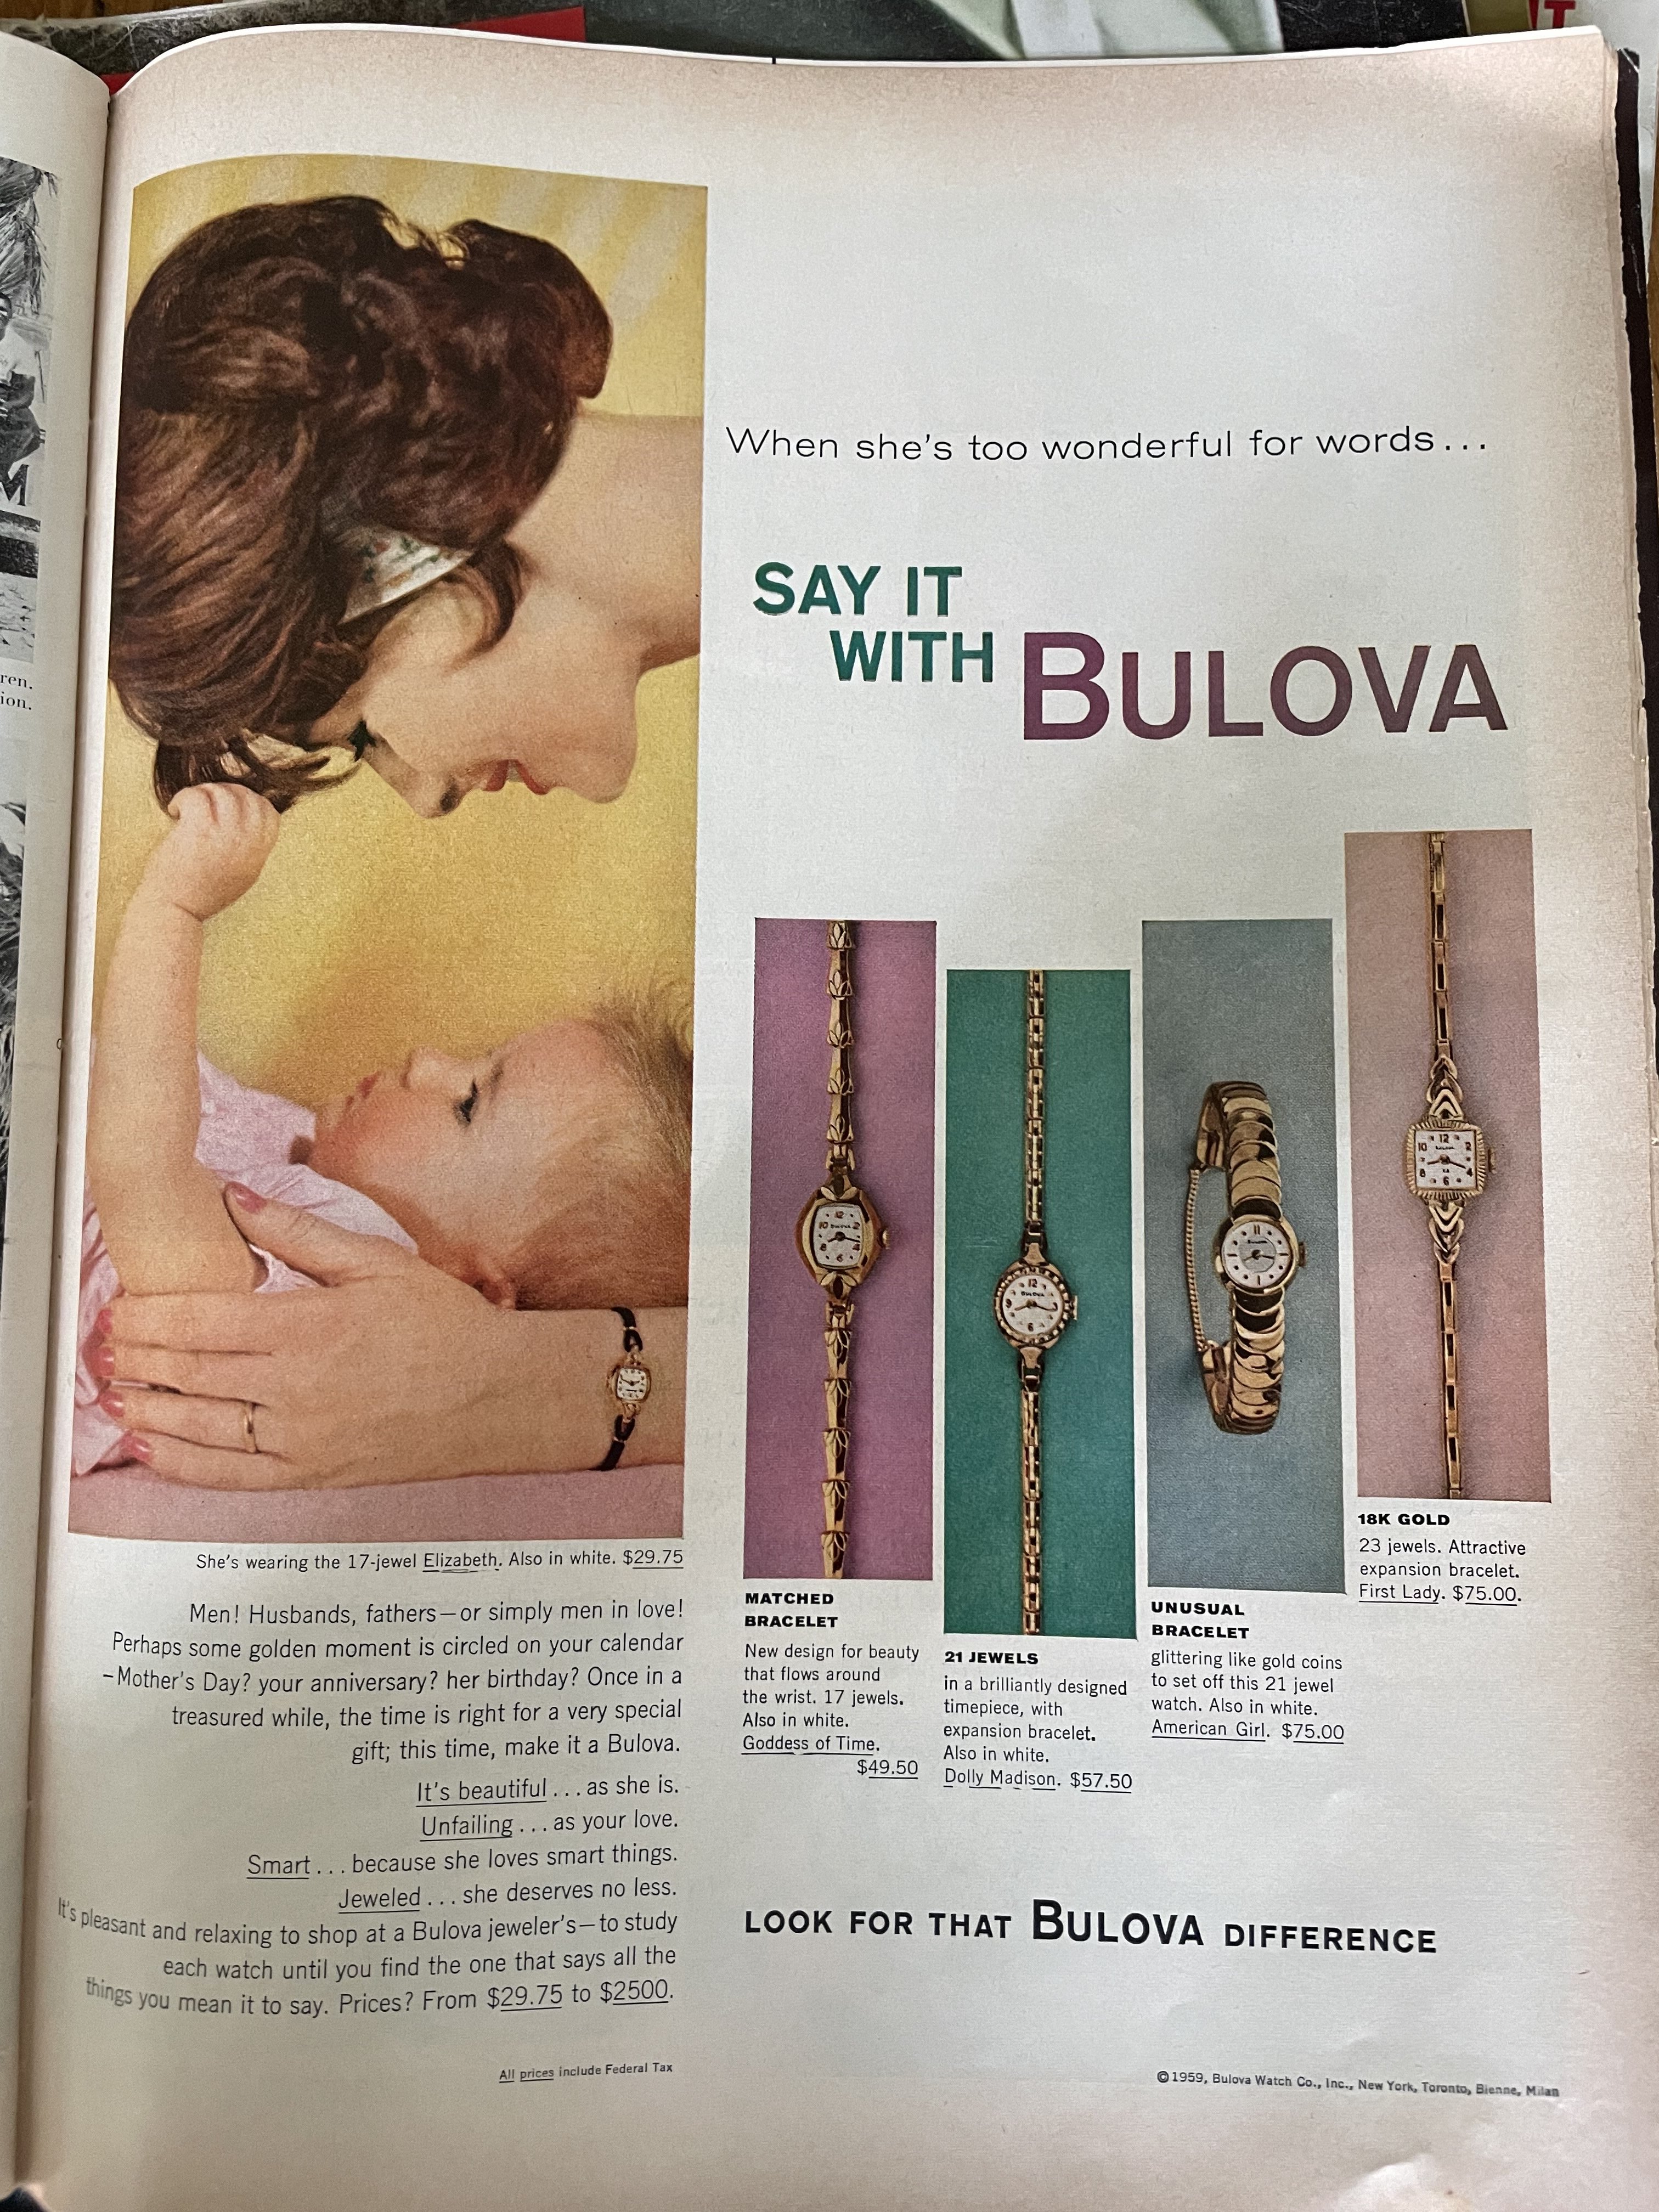 ren.
ion.
When she's too wonderful for words...
SAY IT
WITH BULOVA
She's wearing the 17-jewel Elizabeth. Also in white. $29.75
Men! Husbands, fathers—or simply men in love!
Perhaps some golden moment is circled on your calendar
—Mother's Day? your anniversary? her birthday? Once in a
treasured while, the time is right for a very special
gift; this time, make it a Bulova.
It's beautiful ... as she is.
Unfailing ... as your love.
Smart ... because she loves smart things.
Jeweled ... she deserves no less.
It's pleasant and relaxing to shop at a Bulova jeweler's—to study
each watch until you find the one that says all the
things you mean it to say. Prices? From $29.75 to $2500.
All prices include Federal Tax
MATCHED
BRACELET
New design for beauty
that flows around
the wrist. 17 jewels.
Also in white.
Goddess of Time.
$49.50
21 JEWELS
in a brilliantly designed
timepiece, with
expansion bracelet.
Also in white.
Dolly Madison. $57.50
UNUSUAL
BRACELET
glittering like gold coins
to set off this 21 jewel
watch. Also in white.
American Girl. $75.00
18K GOLD
23 jewels. Attractive
expansion bracelet.
First Lady. $75.00.
LOOK FOR THAT BULOVA DIFFERENCE
©1959, Bulova Watch Co., Inc., New York, Toronto, Bienne, Milan